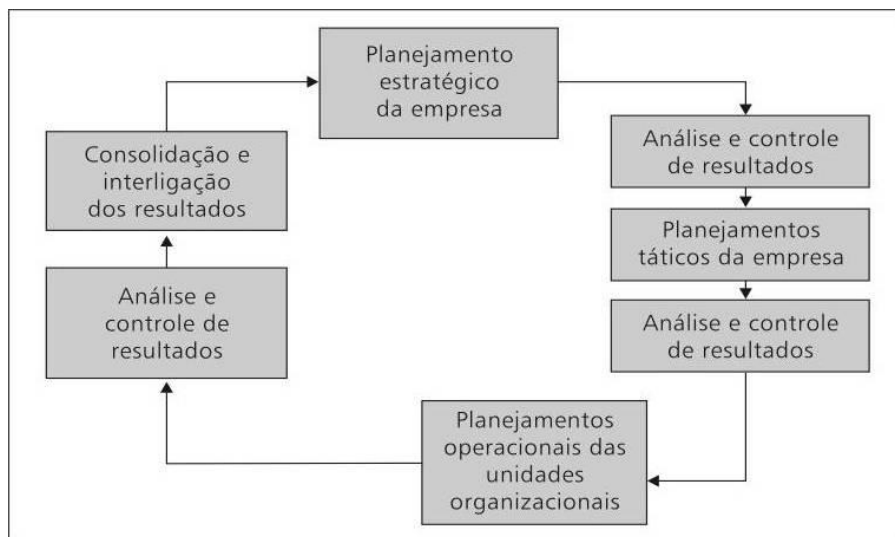 Planejamento
estratégico
da empresa
Análise e controle
de resultados
Planejamentos
táticos da empresa
Análise e controle
de resultados
Planejamentos
operacionais das
unidades
organizacionais
Análise e
controle de
resultados
Consolidação e
interligação
dos resultados